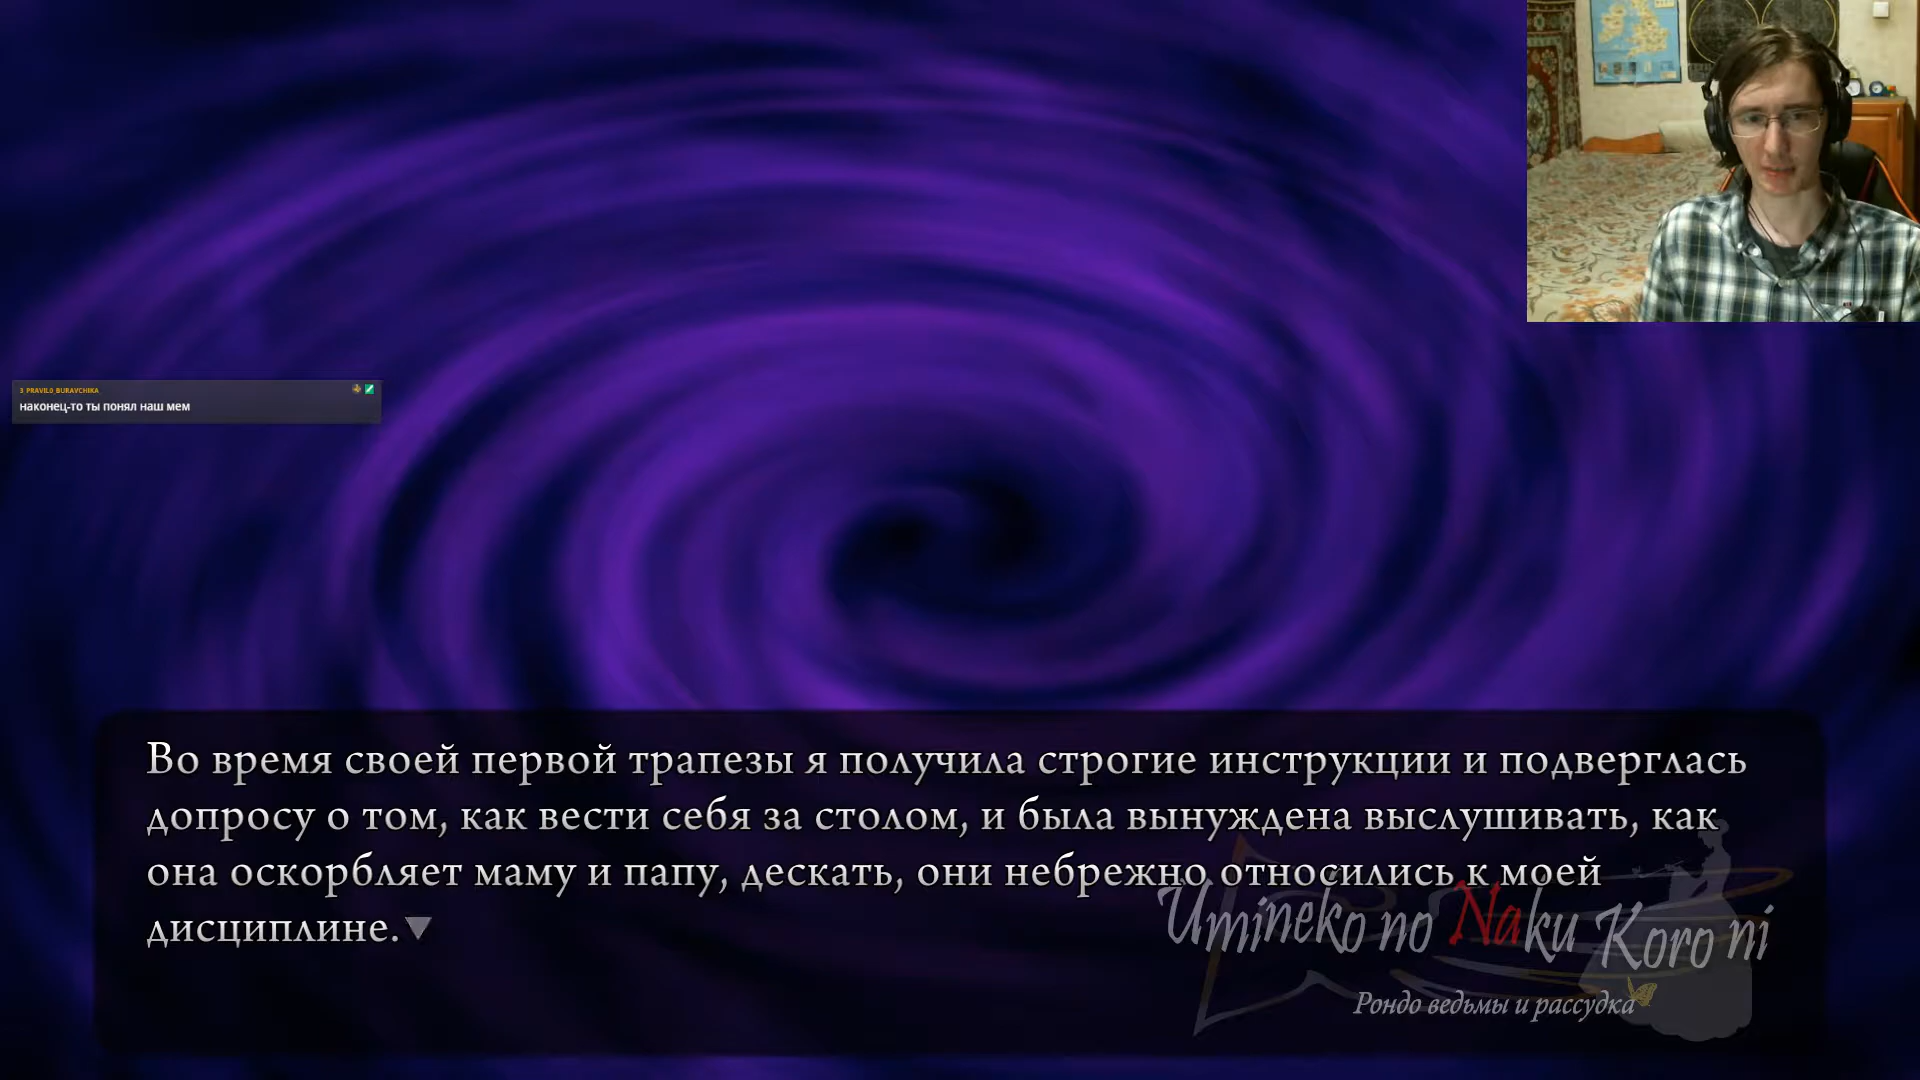 3 PRAVILO_BURAVCHIKA
наконец-то ты понял наш мем
Во время своей первой трапезы я получила строгие инструкции и подверглась
допросу о том, как вести себя за столом, и была вынуждена выслушивать, как
она оскорбляет маму и папу, дескать, они небрежно относились к моей
дисциплине.
Umineko no Naku Koro ni
Рондо ведьмы и рассудка